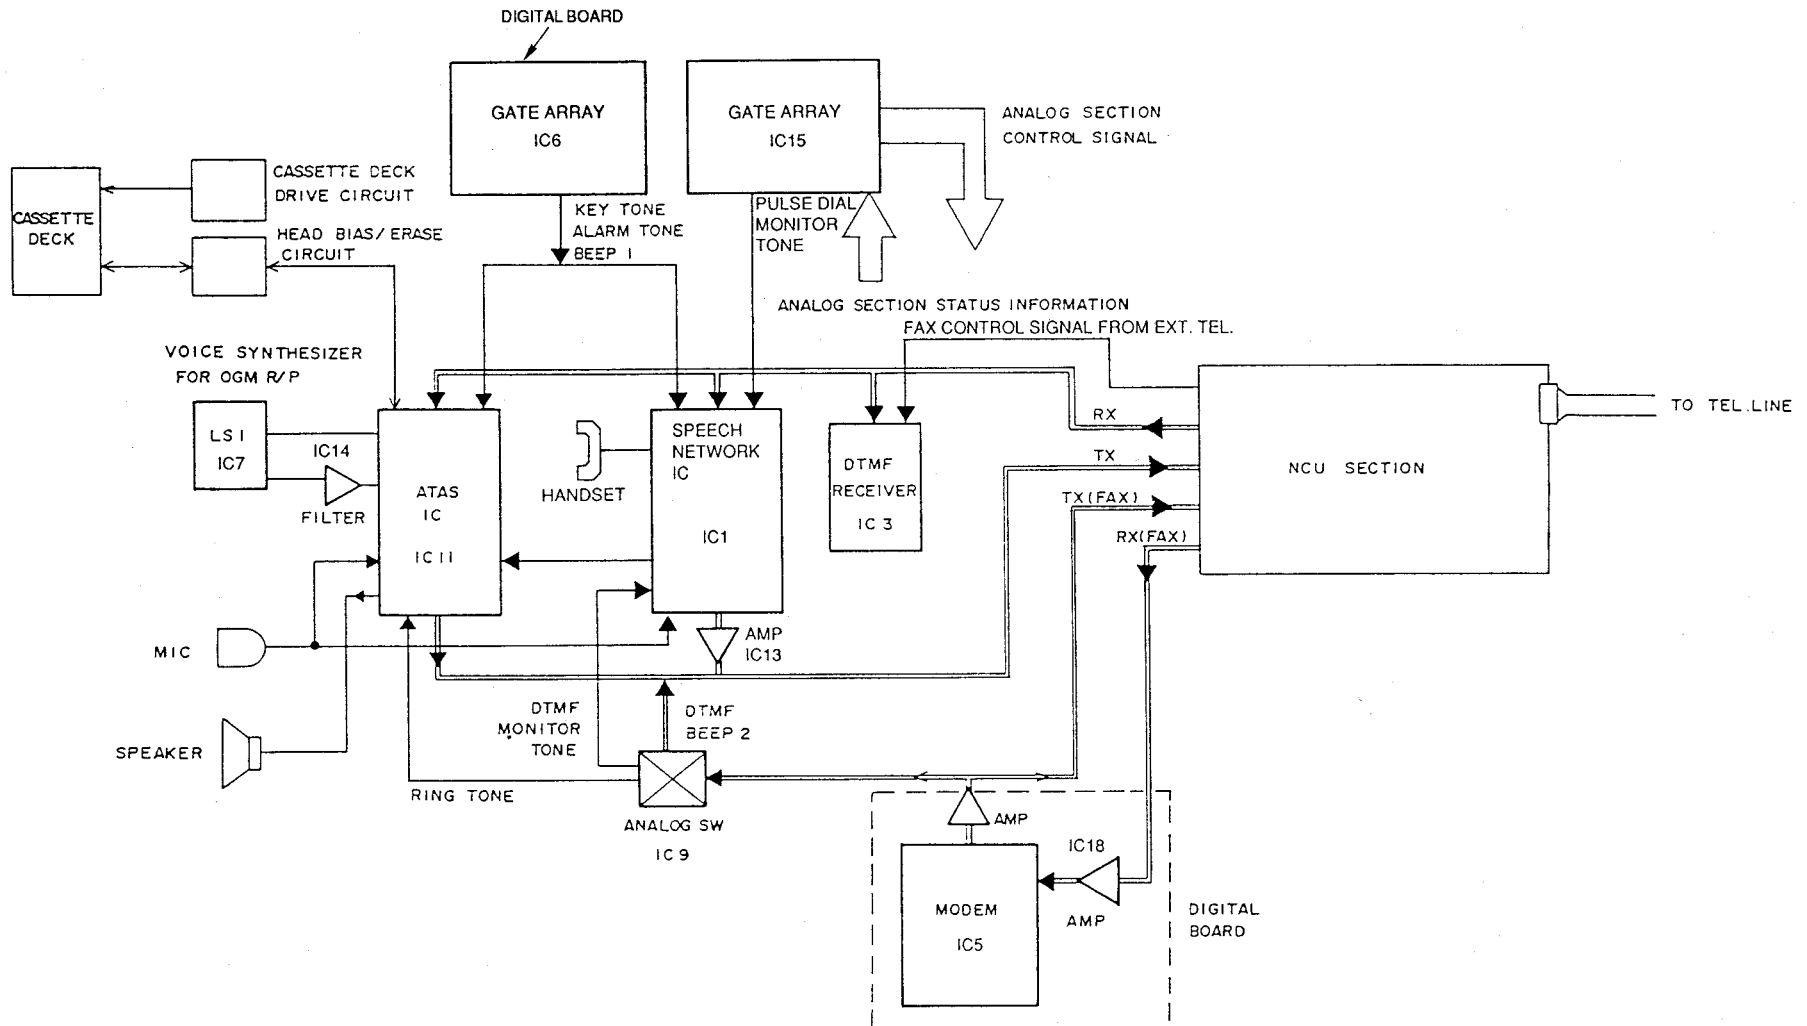 DIGITAL BOARD
GATE ARRAY
IC6
GATE ARRAY
IC15
ANALOG SECTION
CONTROL SIGNAL
CASSETTE
DECK
CASSETTE DECK
DRIVE CIRCUIT
HEAD BIAS/ERASE
CIRCUIT
KEY TONE
ALARM TONE
BEEP 1
PULSE DIAL
MONITOR
TONE
ANALOG SECTION STATUS INFORMATION
FAX CONTROL SIGNAL FROM EXT. TEL.
VOICE SYNTHESIZER
FOR OGM R/P
LSI
IC7
IC14
FILTER
ATAS
IC
IC11
HANDSET
SPEECH
NETWORK
IC
IC1
DTMF
RECEIVER
IC3
RX
TX
TX(FAX)
RX(FAX)
NCU SECTION
TO TEL.LINE
MIC
SPEAKER
AMP
IC13
DTMF
MONITOR
TONE
DTMF
BEEP 2
RING TONE
ANALOG SW
IC9
AMP
IC18
AMP
MODEM
IC5
DIGITAL
BOARD